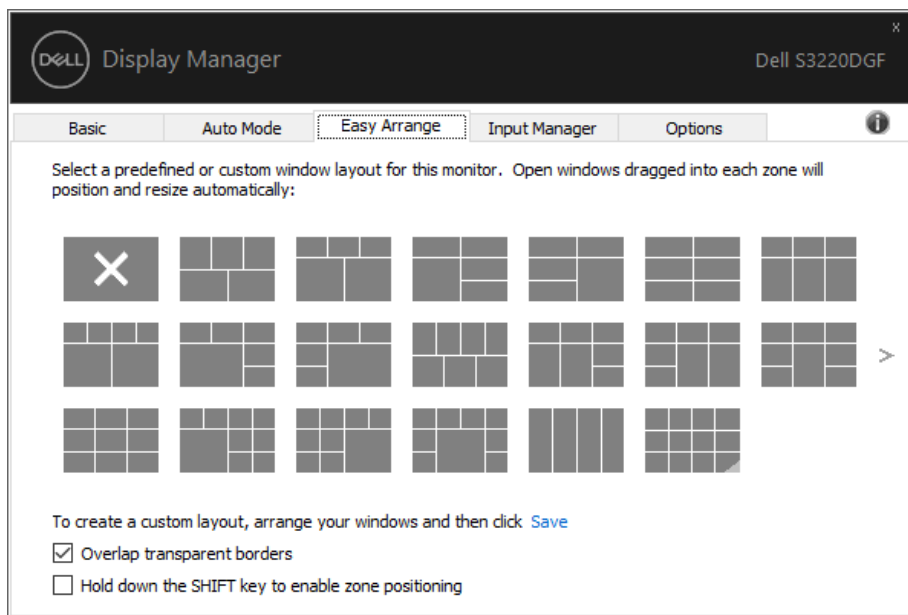 x
DELL Display Manager
Dell S3220DGF
Basic Auto Mode Easy Arrange Input Manager Options
Select a predefined or custom window layout for this monitor. Open windows dragged into each zone will
position and resize automatically:
>
To create a custom layout, arrange your windows and then click Save
Overlap transparent borders
Hold down the SHIFT key to enable zone positioning